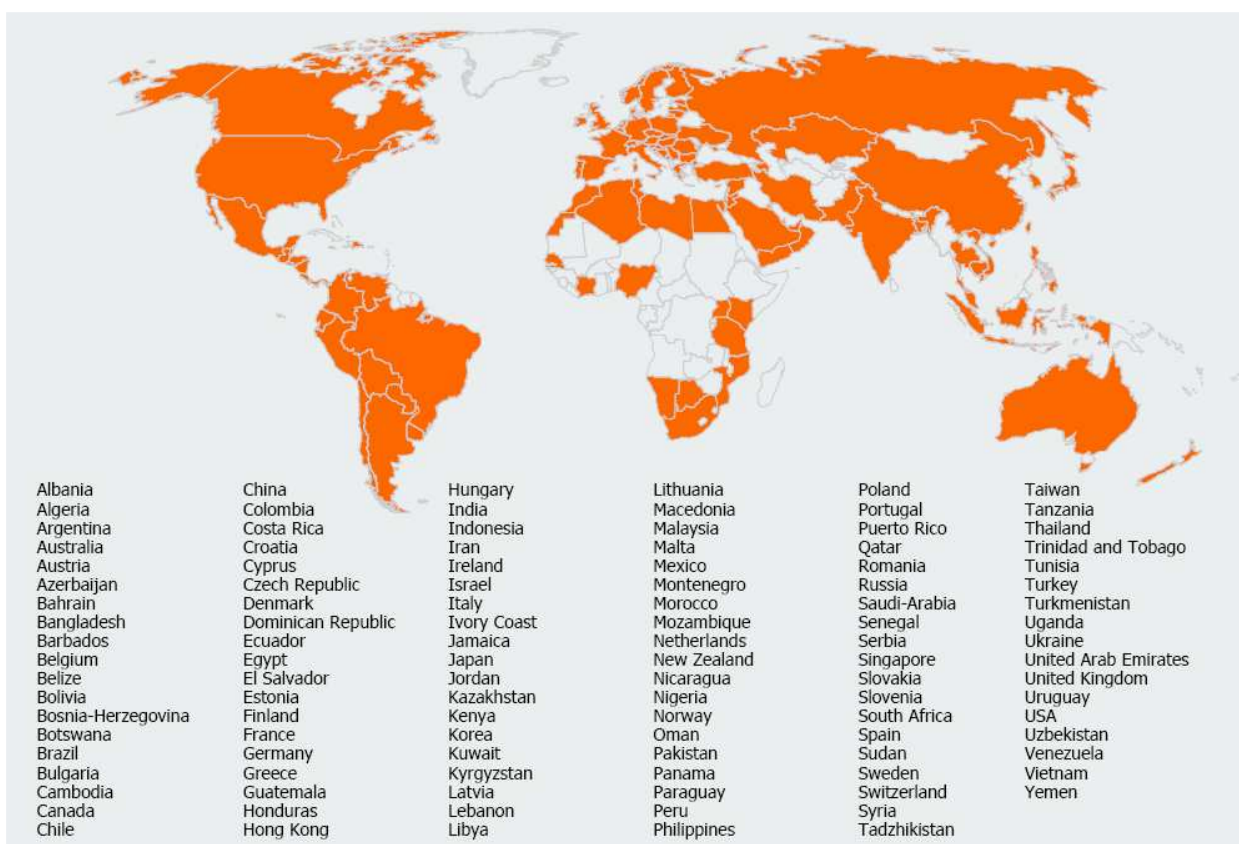 Albania
Algeria
Argentina
Australia
Austria
Azerbaijan
Bahrain
Bangladesh
Barbados
Belgium
Belize
Bolivia
Bosnia-Herzegovina
Botswana
Brazil
Bulgaria
Cambodia
Canada
Chile
China
Colombia
Costa Rica
Croatia
Cyprus
Czech Republic
Denmark
Dominican Republic
Ecuador
Egypt
El Salvador
Estonia
Finland
France
Germany
Greece
Guatemala
Honduras
Hong Kong
Hungary
India
Indonesia
Iran
Ireland
Israel
Italy
Ivory Coast
Jamaica
Japan
Jordan
Kazakhstan
Kenya
Korea
Kuwait
Kyrgyzstan
Latvia
Lebanon
Libya
Lithuania
Macedonia
Malaysia
Malta
Mexico
Montenegro
Morocco
Mozambique
Netherlands
New Zealand
Nicaragua
Nigeria
Norway
Oman
Pakistan
Panama
Paraguay
Peru
Philippines
Poland
Portugal
Puerto Rico
Qatar
Romania
Russia
Saudi-Arabia
Senegal
Serbia
Singapore
Slovakia
Slovenia
South Africa
Spain
Sudan
Sweden
Switzerland
Syria
Tadzhikistan
Taiwan
Tanzania
Thailand
Trinidad and Tobago
Tunisia
Turkey
Turkmenistan
Uganda
Ukraine
United Arab Emirates
United Kingdom
Uruguay
USA
Uzbekistan
Venezuela
Vietnam
Yemen